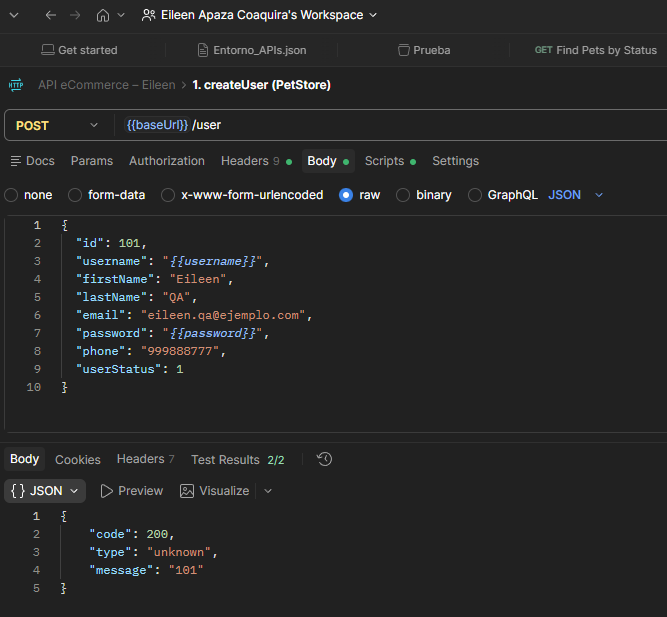 Eileen Apaza Coaquira's Workspace
Get started Entorno_APIs.json Prueba GET Find Pets by Status
HTTP API eCommerce – Eileen > 1. createUser (PetStore)
POST {{baseUrl}} /user
Docs Params Authorization Headers 9 Body Scripts Settings
none form-data x-www-form-urlencoded raw binary GraphQL JSON
1 {
2 "id": 101,
3 "username": "{{username}}",
4 "firstName": "Eileen",
5 "lastName": "QA",
6 "email": "eileen.qa@ejemplo.com",
7 "password": "{{password}}",
8 "phone": "999888777",
9 "userStatus": 1
10 }
Body Cookies Headers 7 Test Results 2/2
{} JSON Preview Visualize
1 {
2 "code": 200,
3 "type": "unknown",
4 "message": "101"
5 }